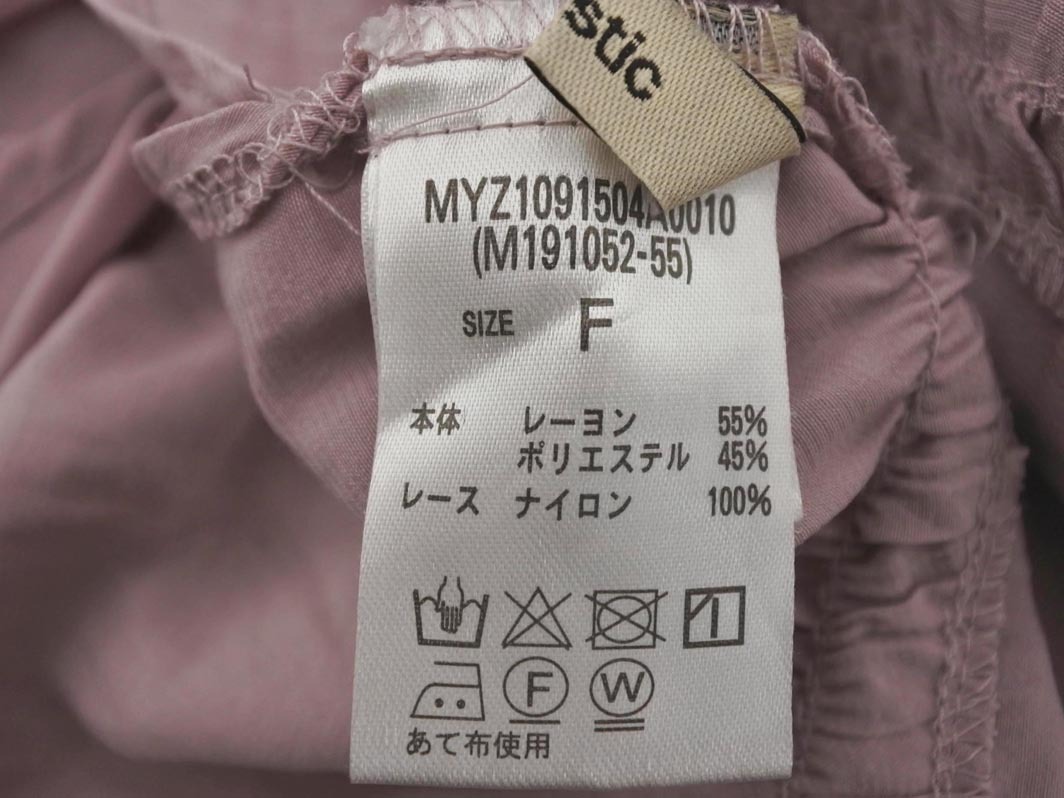 stic
MYZ1091504A0010
(M191052-55)
SIZE F
本体 レーヨン 55%
ポリエステル 45%
レース ナイロン 100%
F W
あて布使用